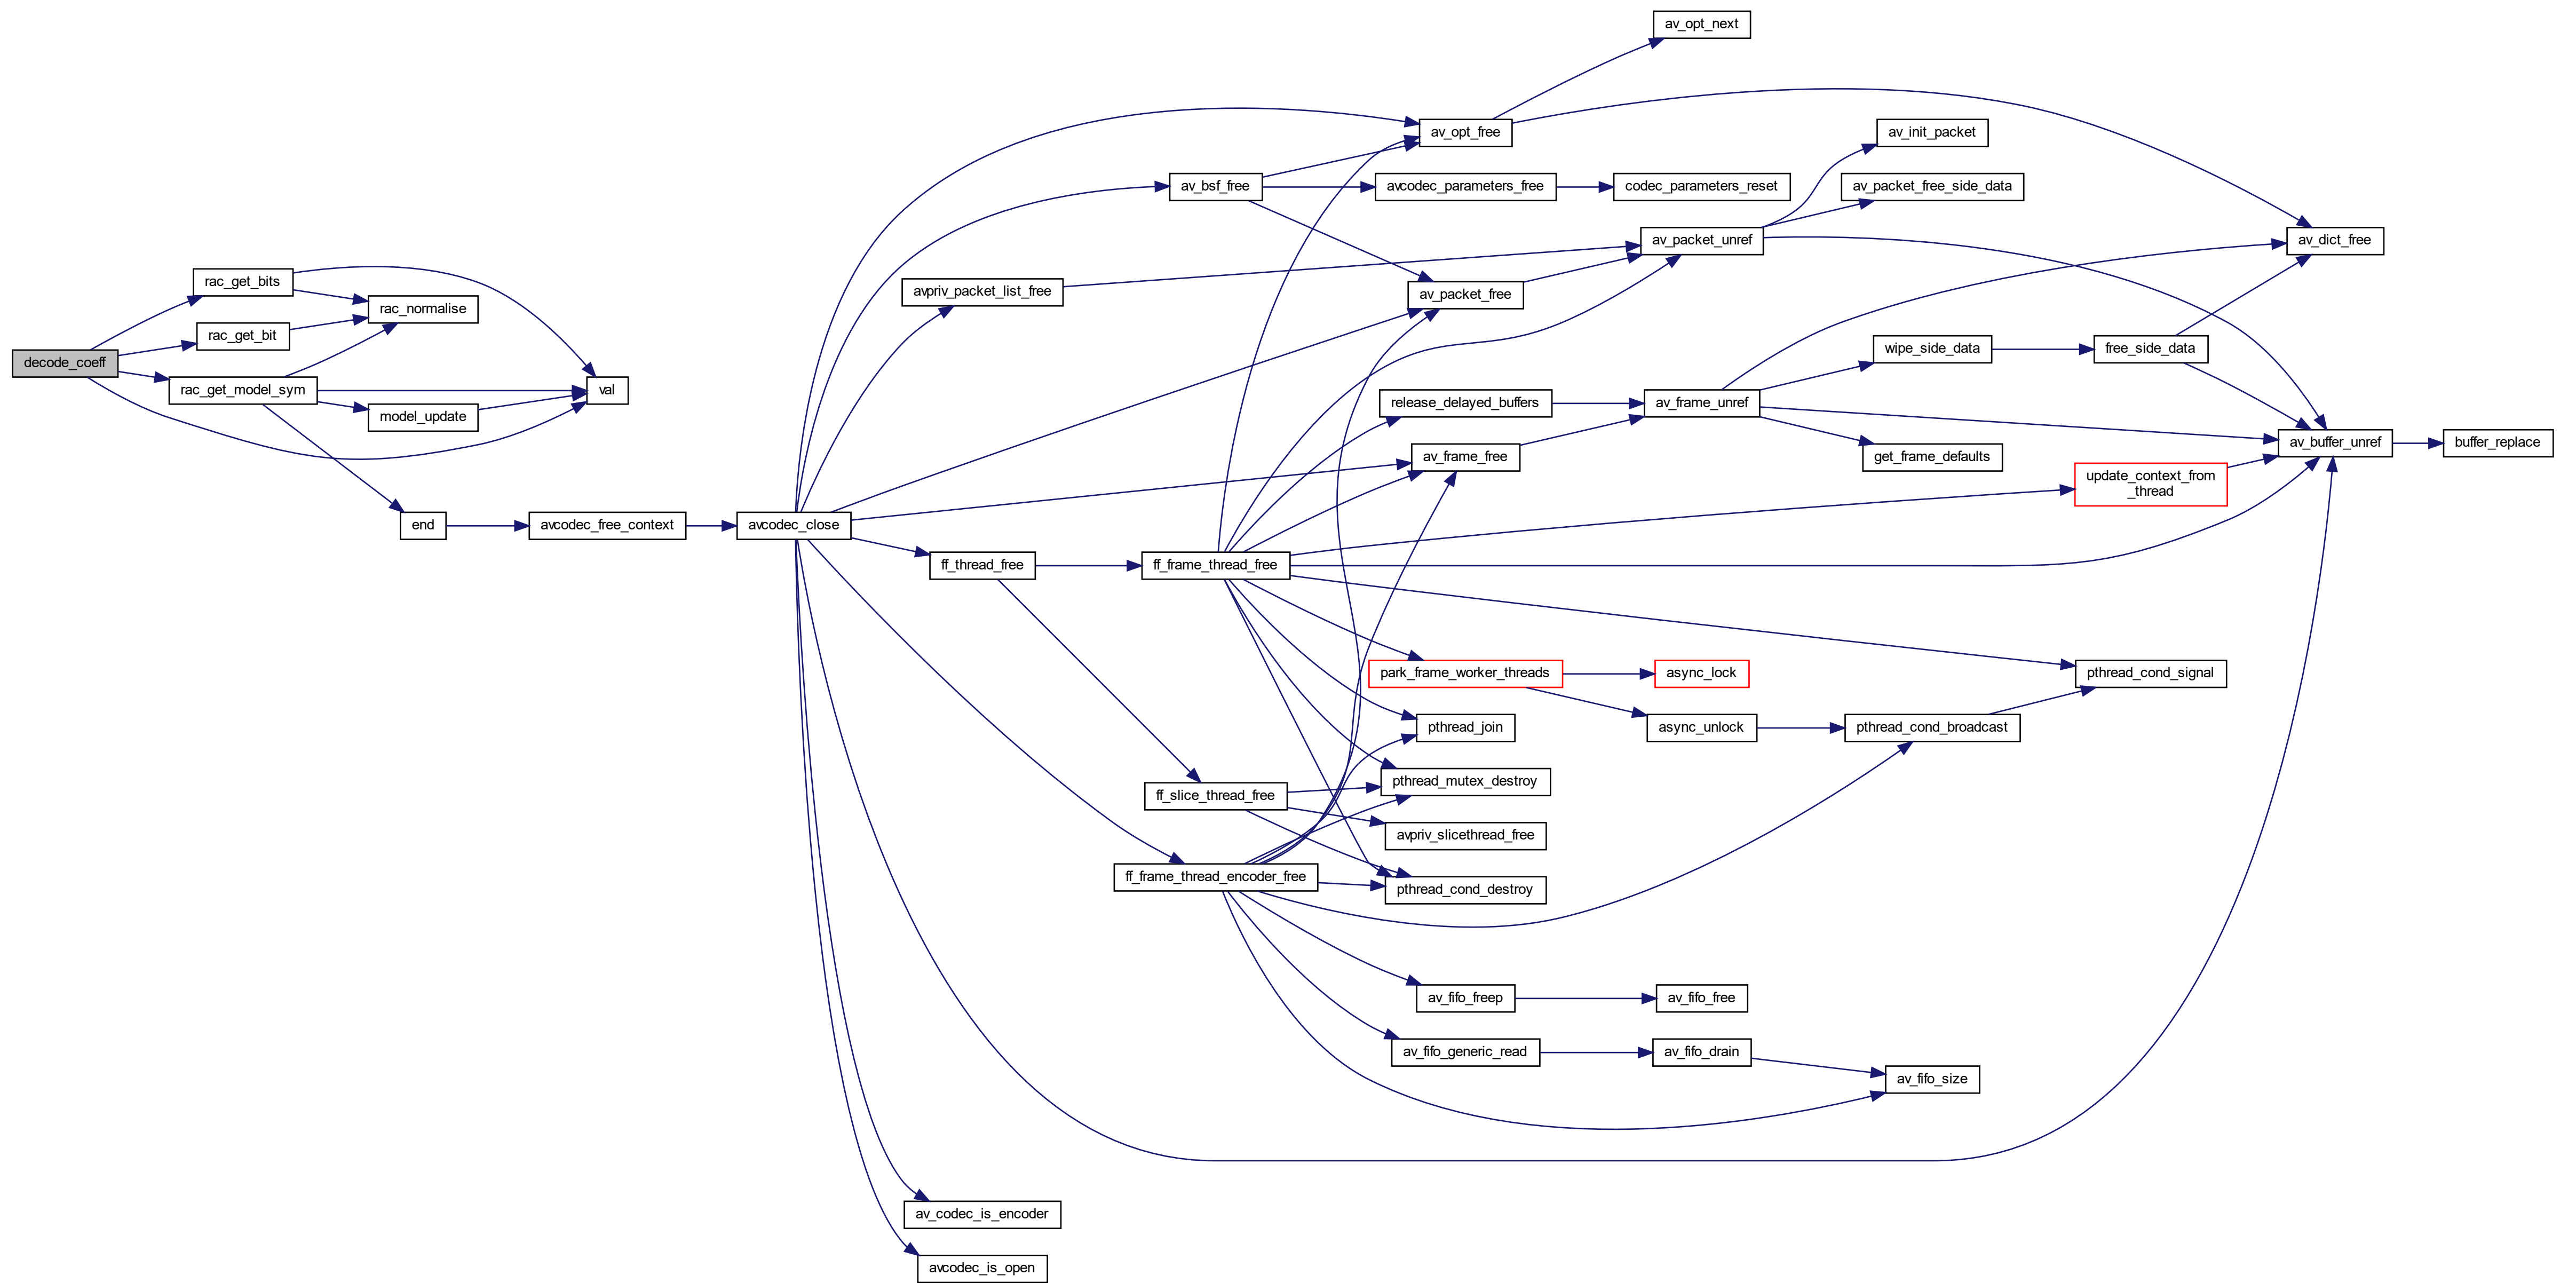 decode_coeff
rac_get_bits
rac_get_bit
rac_get_model_sym
rac_normalise
val
model_update
end
avcodec_free_context
avcodec_close
av_opt_next
av_opt_free
av_bsf_free
avcodec_parameters_free
codec_parameters_reset
av_init_packet
av_packet_free_side_data
av_packet_unref
av_dict_free
avpriv_packet_list_free
av_packet_free
release_delayed_buffers
av_frame_unref
wipe_side_data
free_side_data
av_frame_free
get_frame_defaults
av_buffer_unref
buffer_replace
update_context_from
_thread
ff_thread_free
ff_frame_thread_free
park_frame_worker_threads
async_lock
pthread_cond_signal
pthread_join
async_unlock
pthread_cond_broadcast
pthread_mutex_destroy
ff_slice_thread_free
avpriv_slicethread_free
ff_frame_thread_encoder_free
pthread_cond_destroy
av_fifo_freep
av_fifo_free
av_fifo_generic_read
av_fifo_drain
av_fifo_size
av_codec_is_encoder
avcodec_is_open